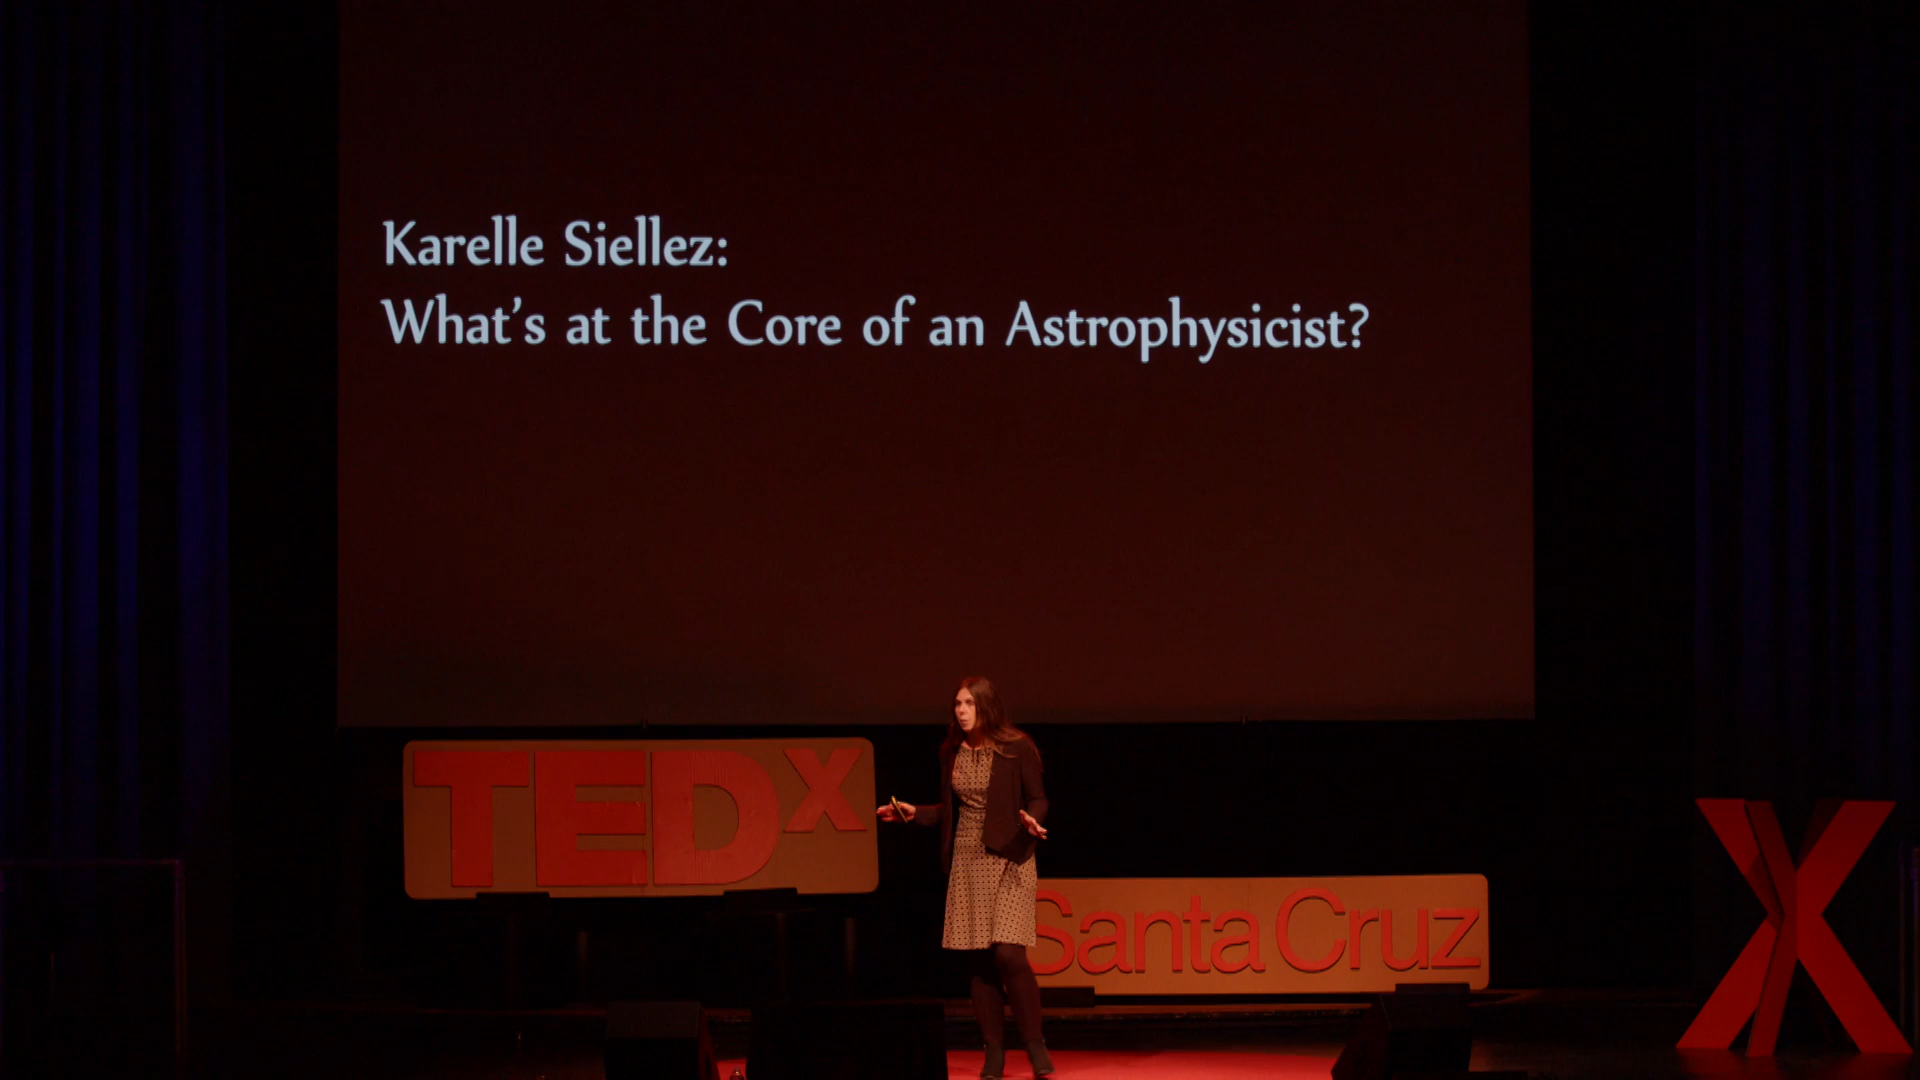 Karelle Siellez:
What's at the Core of an Astrophysicist?
TEDx
Santa Cruz
X